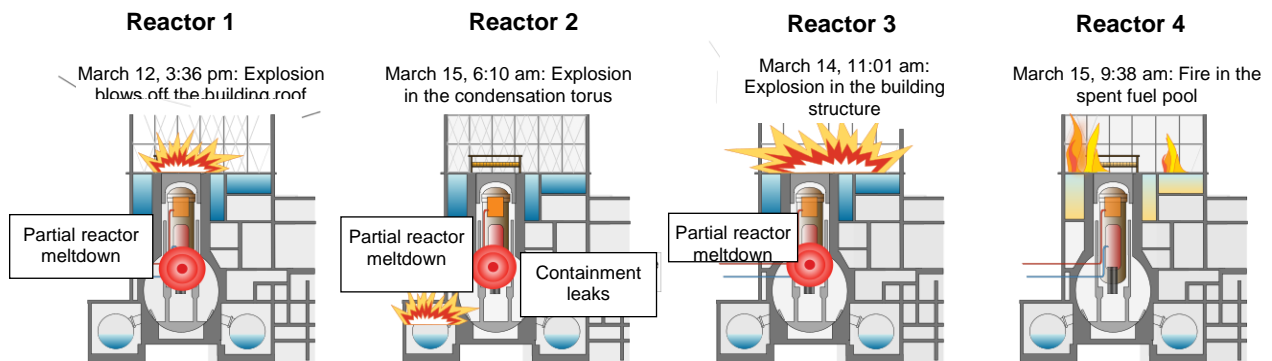 Reactor 1
March 12, 3:36 pm: Explosion
blows off the building roof
Partial reactor
meltdown
Reactor 2
March 15, 6:10 am: Explosion
in the condensation torus
Partial reactor
meltdown
Containment
leaks
Reactor 3
March 14, 11:01 am:
Explosion in the building
structure
Partial reactor
meltdown
Reactor 4
March 15, 9:38 am: Fire in the
spent fuel pool